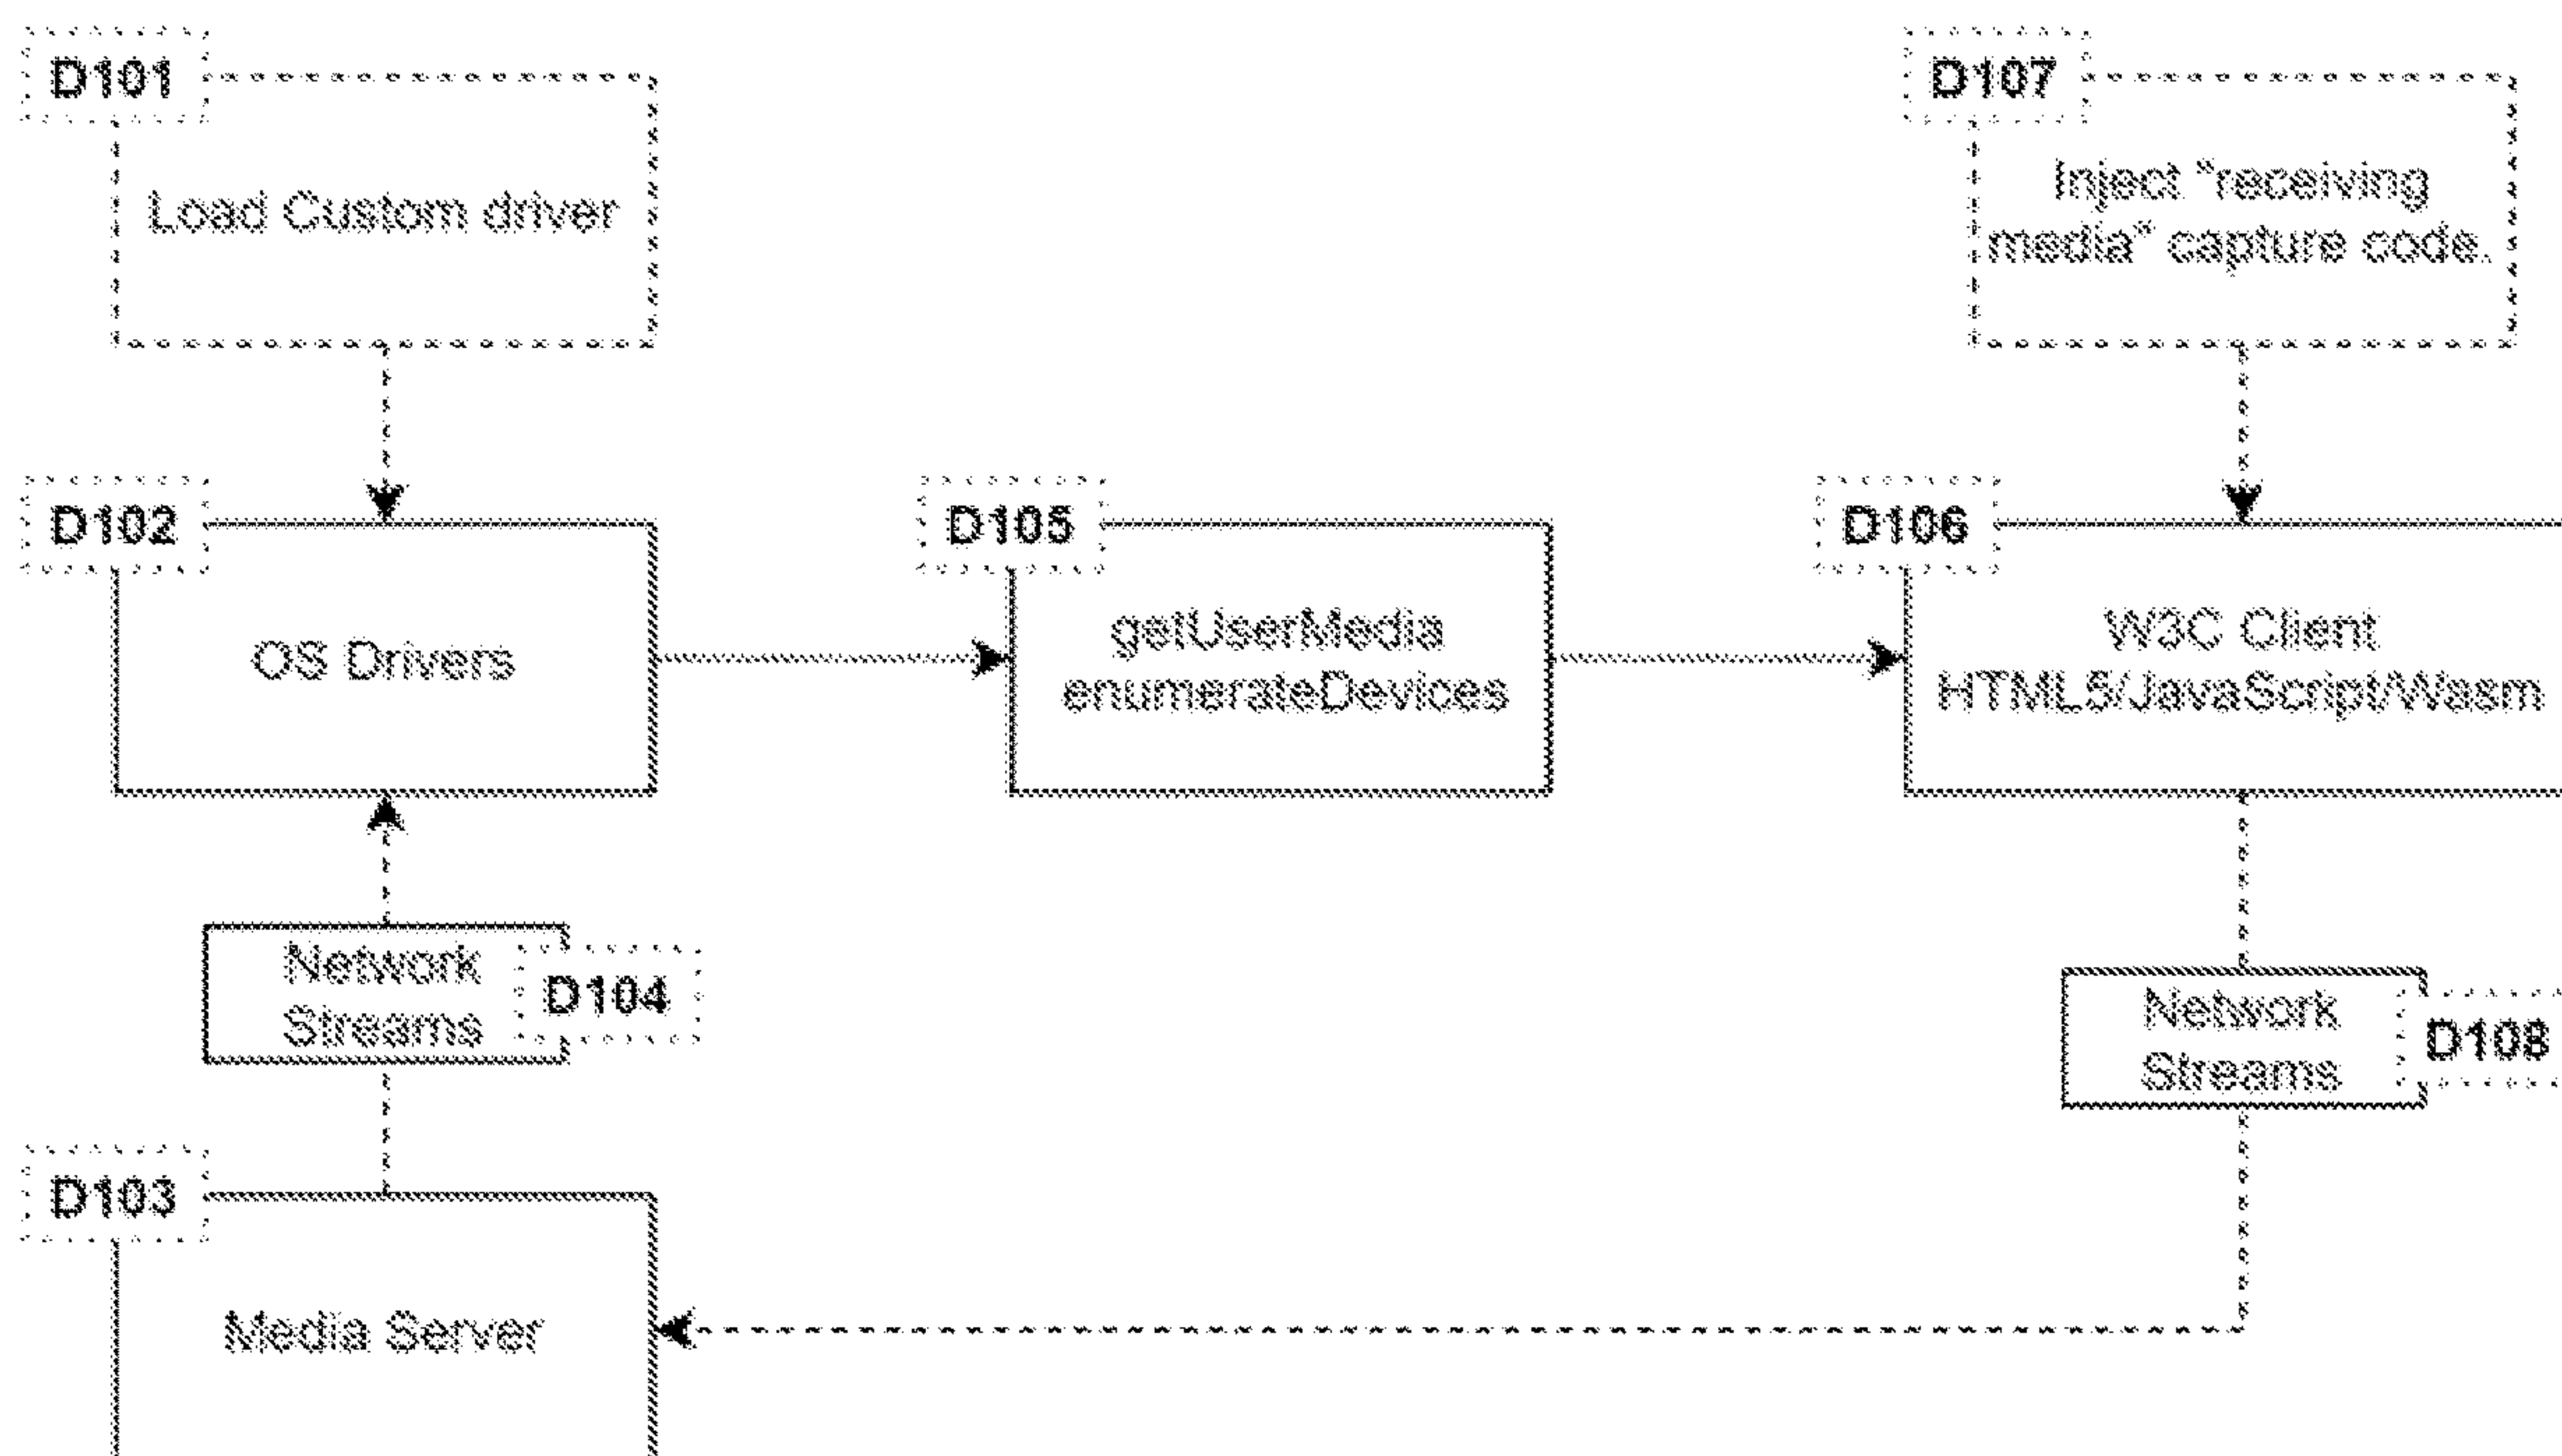 D101
Load Custom driver
D107
Inject "receiving
media" capture code.
D102
OS Drivers
D105
getUserMedia
enumerateDevices
D106
W3C Client
HTML5/JavaScript/Wasm
Network
Streams
D104
Network
Streams
D108
D103
Media Server